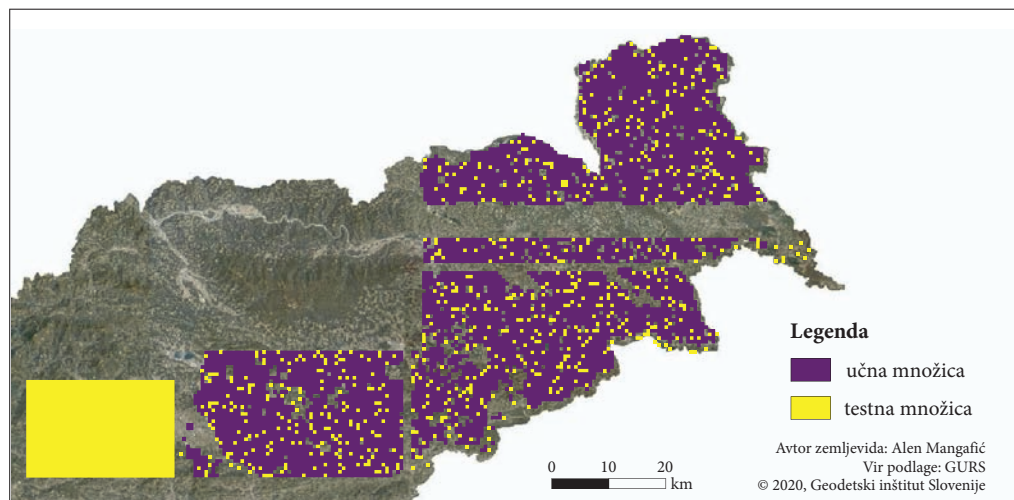 Legenda
učna množica
testna množica
Avtor zemljevida: Alen Mangafić
Vir podlage: GURS
© 2020, Geodetski inštitut Slovenije
0 10 20
km